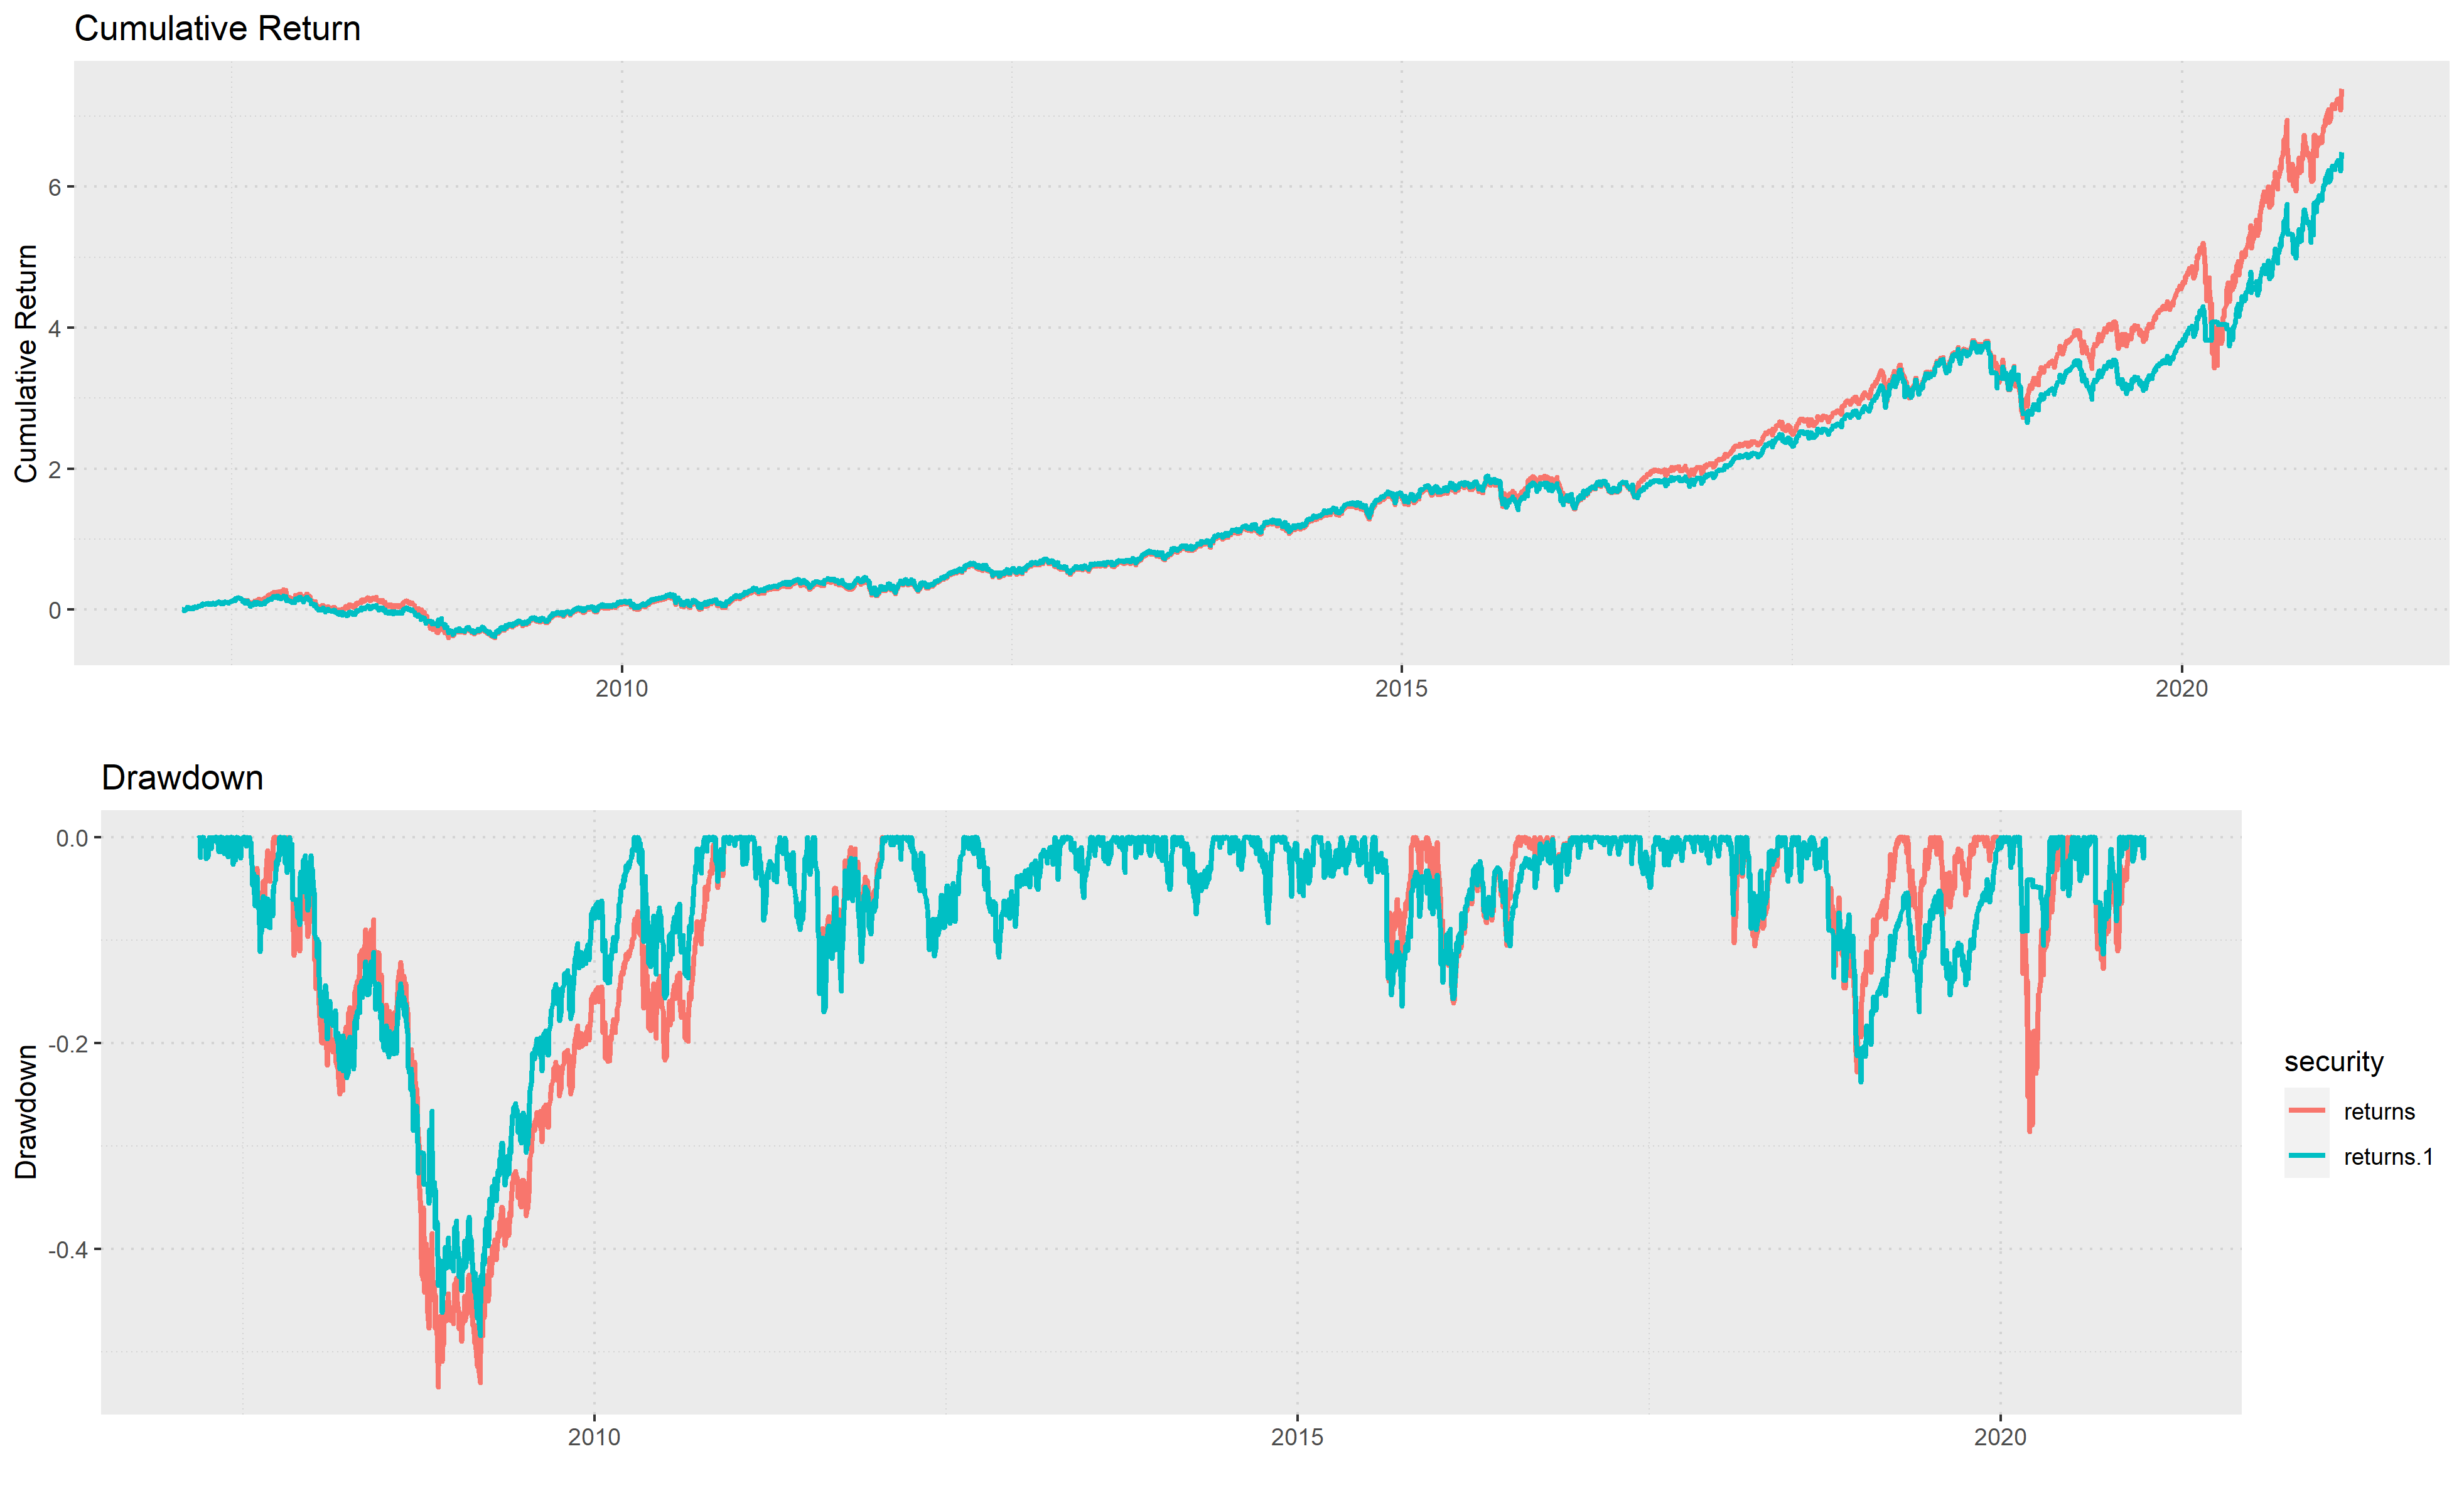 Cumulative Return
Cumulative Return
6
4
2
0
2010
2015
2020
Drawdown
Drawdown
0.0
-0.2
-0.4
2010
2015
2020
security
returns
returns.1